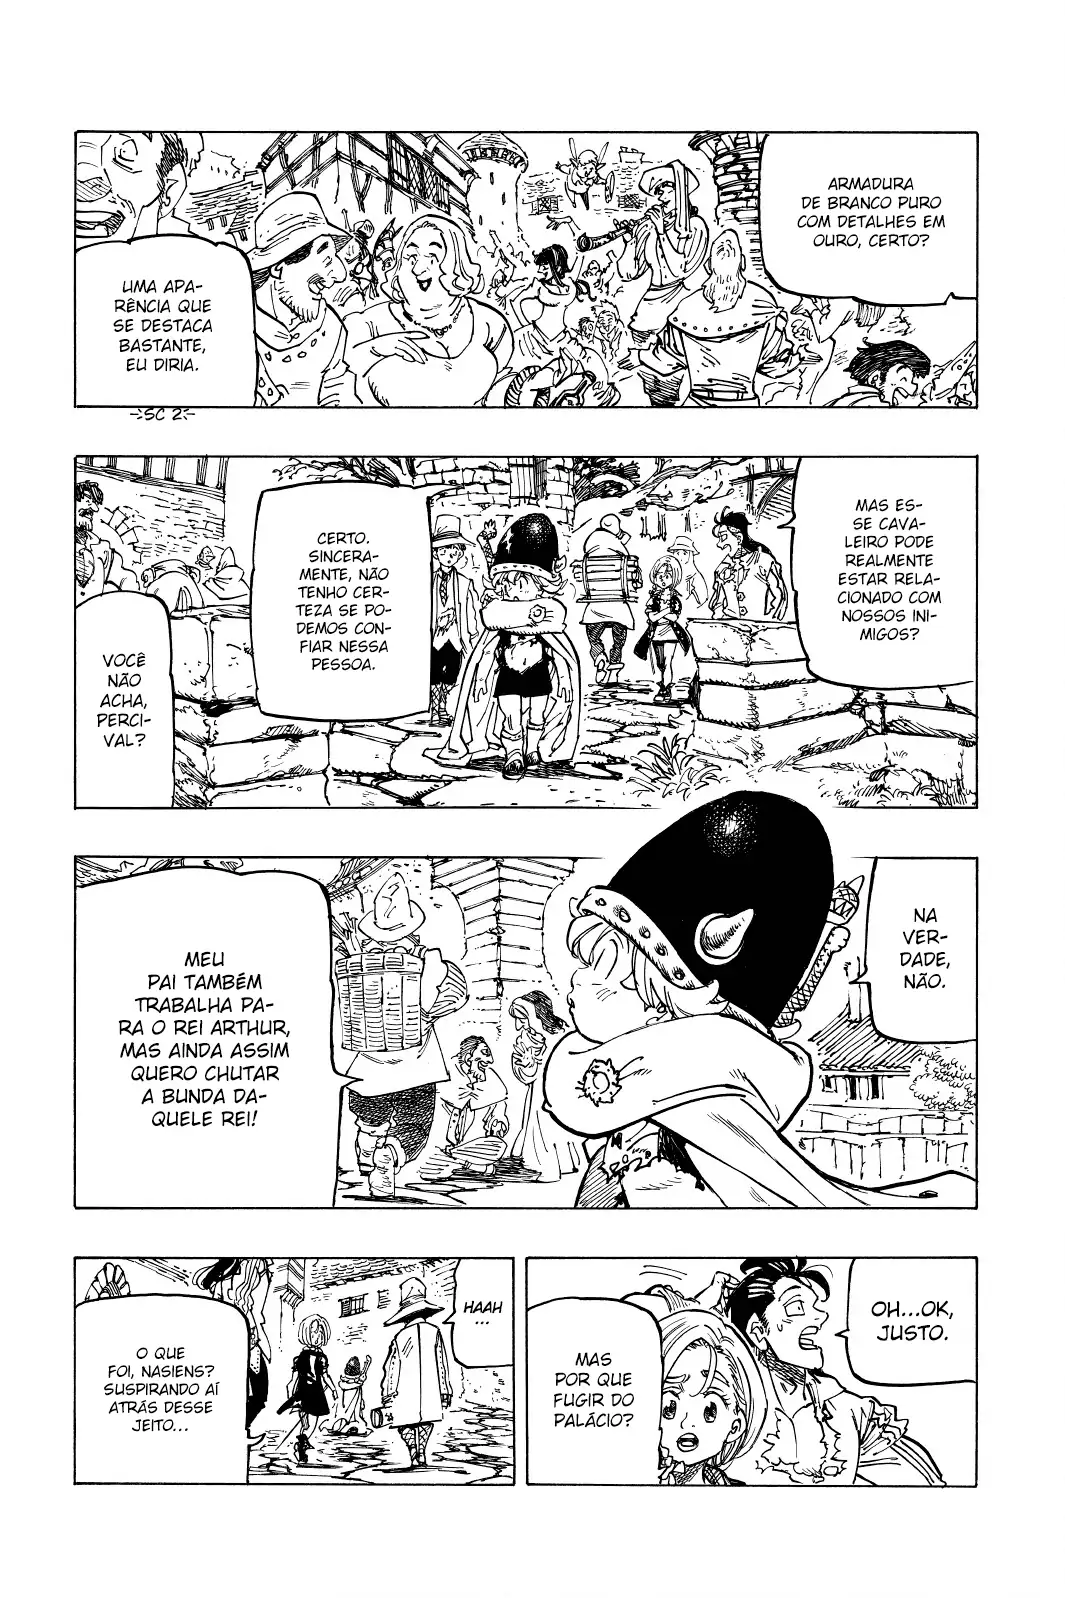 ARMADURA
DE BRANCO PURO
COM DETALHES EM
OURO, CERTO?
UMA APA-
RÊNCIA QUE
SE DESTACA
BASTANTE,
EU DIRIA.
SC 2
MAS ES-
SE CAVA-
LEIRO PODE
REALMENTE
ESTAR RELA-
CIONADO COM
NOSSOS INI-
MIGOS?
CERTO.
SINCERA-
MENTE, NÃO
TENHO CER-
TEZA SE PO-
DEMOS CON-
FIAR NESSA
PESSOA.
VOCÊ
NÃO
ACHA,
PERCI-
VAL?
NA
VER-
DADE,
NÃO.
MEU
PAI TAMBÉM
TRABALHA PA-
RA O REI ARTHUR,
MAS AINDA ASSIM
QUERO CHUTAR
A BUNDA DA-
QUELE REI!
OH...OK,
JUSTO.
MAS
POR QUE
FUGIR DO
PALÁCIO?
HAAH
...
O QUE
FOI, NASIENS?
SUSPIRANDO AÍ
ATRÁS DESSE
JEITO...